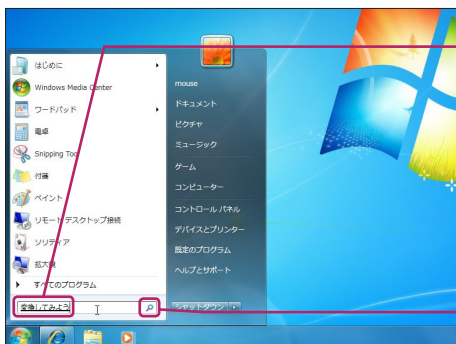 はじめに
Windows Media Center
ワードパッド
電卓
Snipping Tool
付箋
ペイント
リモート デスクトップ接続
ソリティア
拡大鏡
すべてのプログラム
変換してみよう
mouse
ドキュメント
ピクチャ
ミュージック
ゲーム
コンピューター
コントロール パネル
デバイスとプリンター
既定のプログラム
ヘルプとサポート
シャットダウン